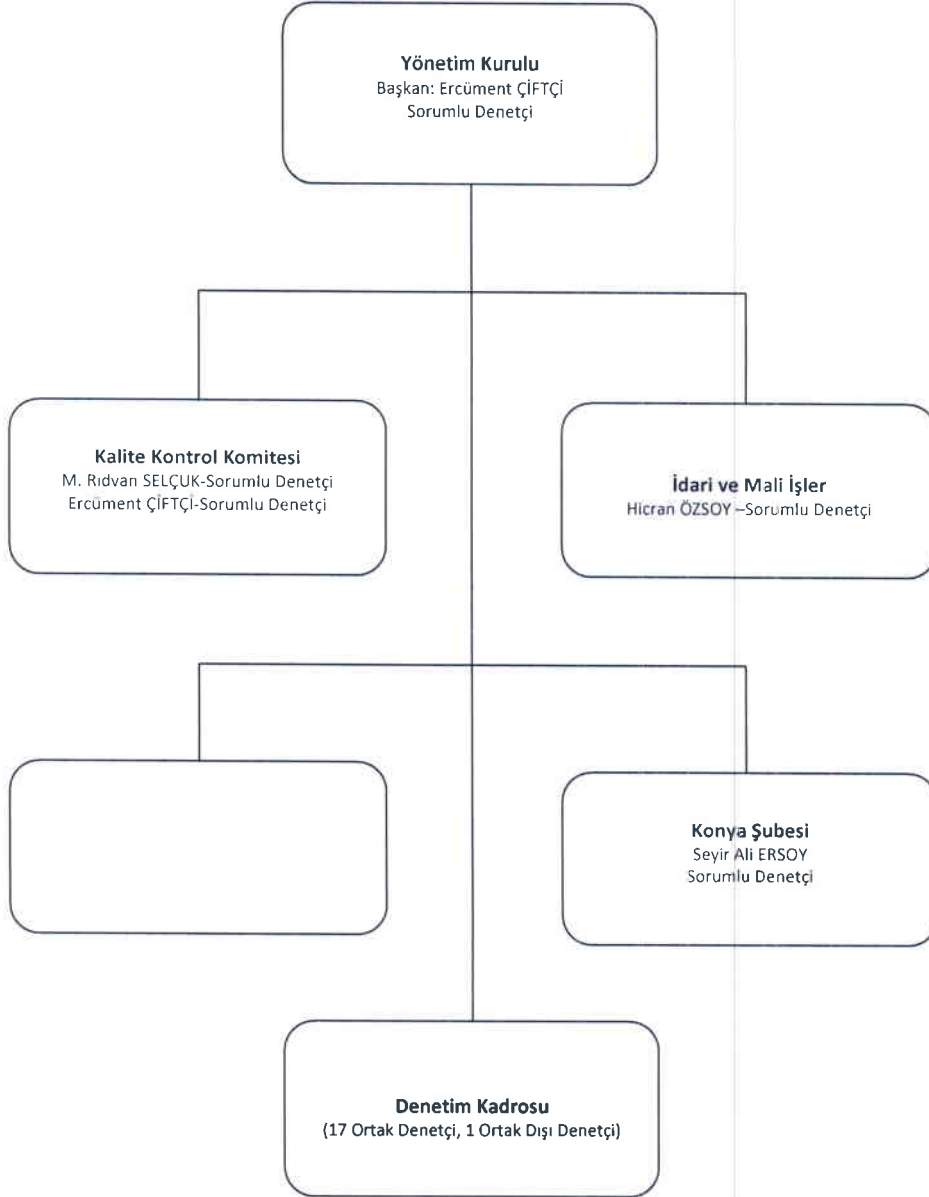 Yönetim Kurulu
Başkan: Ercüment ÇİFTÇİ
Sorumlu Denetçi
Kalite Kontrol Komitesi
M. Rıdvan SELÇUK-Sorumlu Denetçi
Ercüment ÇİFTÇİ-Sorumlu Denetçi
İdari ve Mali İşler
Hicran ÖZSOY –Sorumlu Denetçi
Konya Şubesi
Seyir Ali ERSOY
Sorumlu Denetçi
Denetim Kadrosu
(17 Ortak Denetçi, 1 Ortak Dışı Denetçi)